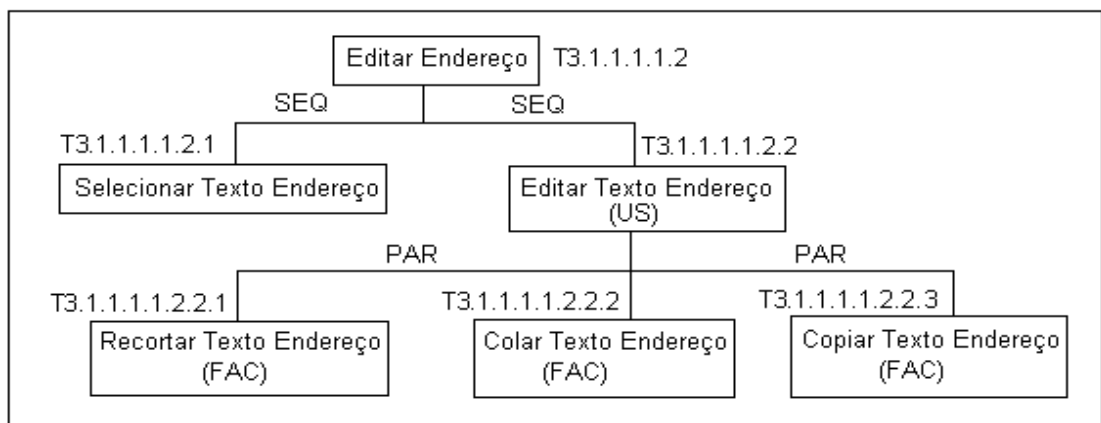 Editar Endereço T3.1.1.1.1.2
SEQ SEQ
T3.1.1.1.1.2.1 T3.1.1.1.1.2.2
Selecionar Texto Endereço Editar Texto Endereço
(US)
PAR PAR
T3.1.1.1.1.2.2.1 T3.1.1.1.1.2.2.2 T3.1.1.1.1.2.2.3
Recortar Texto Endereço Colar Texto Endereço Copiar Texto Endereço
(FAC) (FAC) (FAC)